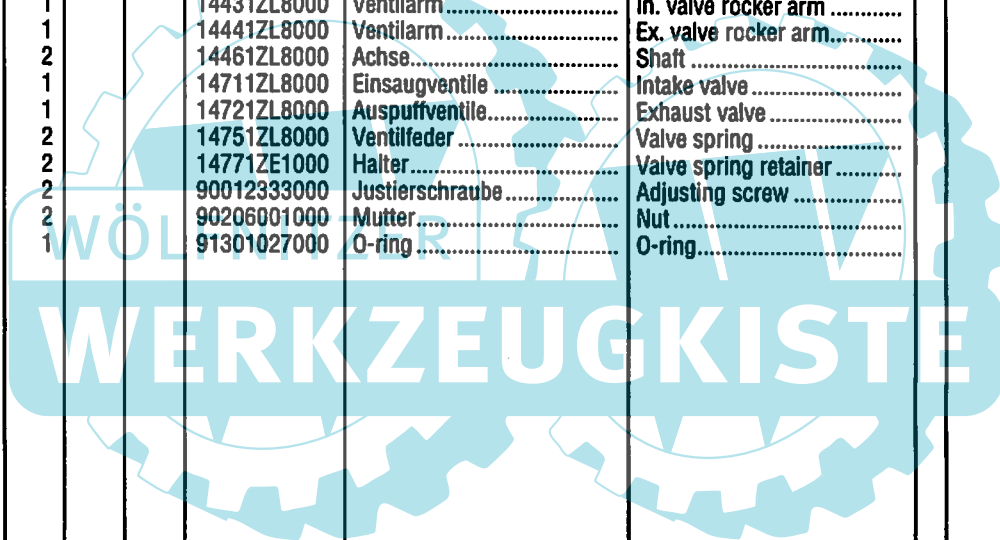 1 14431ZL8000 Ventilarm In. valve rocker arm
1 14441ZL8000 Ventilarm Ex. valve rocker arm
2 14461ZL8000 Achse Shaft
1 14711ZL8000 Einsaugventile Intake valve
1 14721ZL8000 Auspuffventile Exhaust valve
2 14751ZL8000 Ventilfeder Valve spring
2 14771ZE1000 Halter Valve spring retainer
2 90012333000 Justierschraube Adjusting screw
2 90206001000 Mutter Nut
1 91301027000 O-ring O-ring
WÖLFNITZER
WERKZEUGKISTE